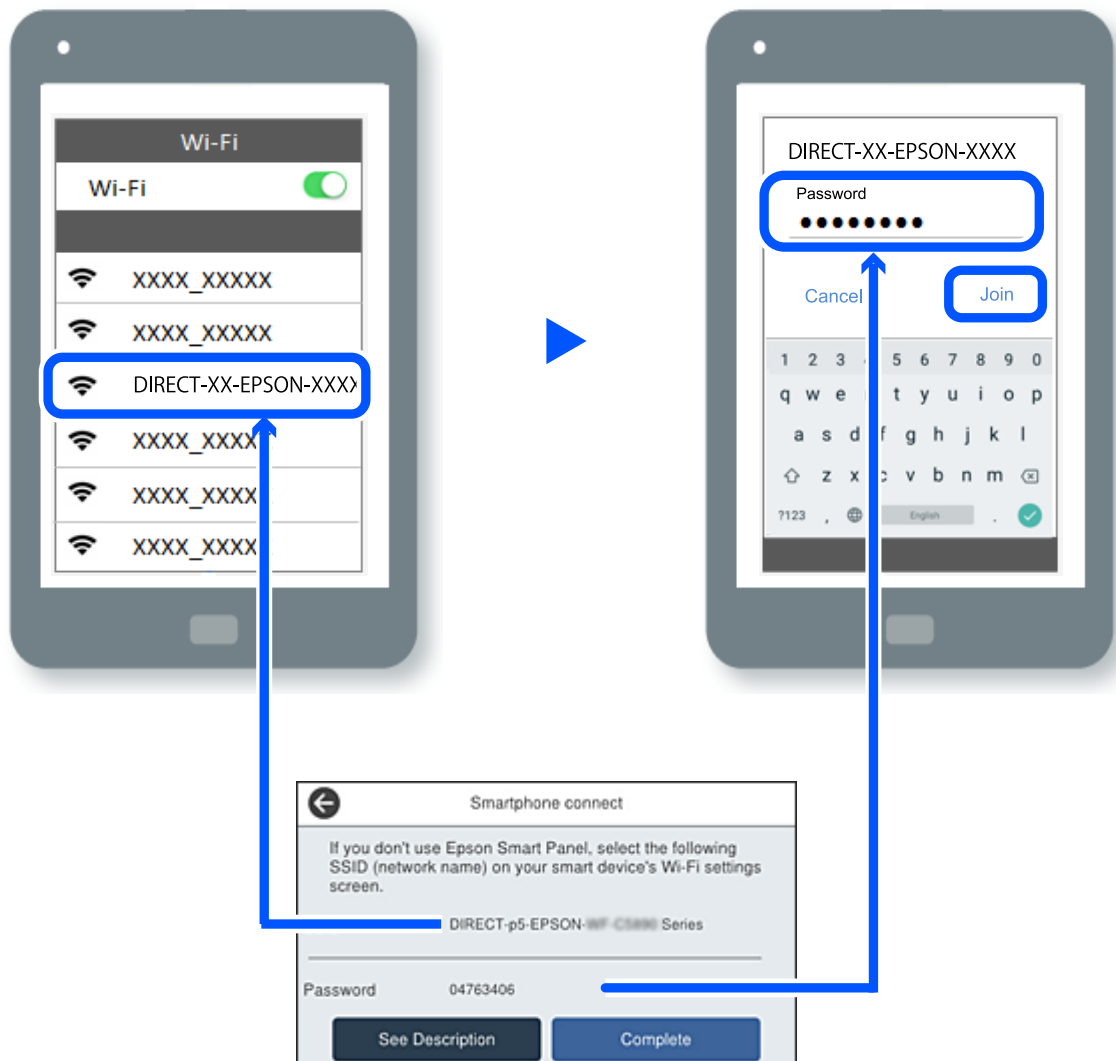 Wi-Fi
Wi-Fi
XXXX_XXXXX
XXXX_XXXXX
DIRECT-XX-EPSON-XXXX
XXXX_XXXX
XXXX_XXXX
XXXX_XXXX
DIRECT-XX-EPSON-XXXX
Password
●●●●●●●●
Cancel
Join
1 2 3 5 6 7 8 9 0
q w e t y u i o p
a s d f g h j k l
z x c v b n m
?123 , English .
Smartphone connect
If you don't use Epson Smart Panel, select the following
SSID (network name) on your smart device's Wi-Fi settings
screen.
DIRECT-p5-EPSON- Series
Password 04763406
See Description
Complete